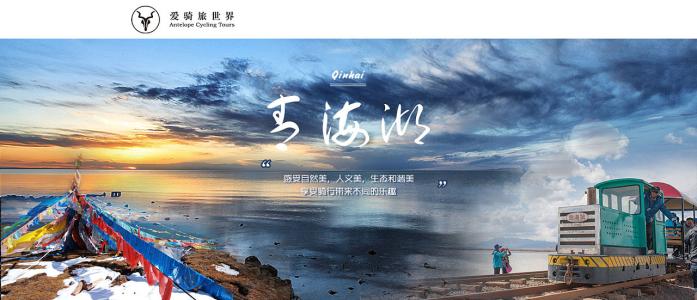 爱骑旅世界
Antelope Cycling Tours
Qinhai
青海湖
“
感受自然美，人文美，生态和谐美
享受骑行带来不同的乐趣
”